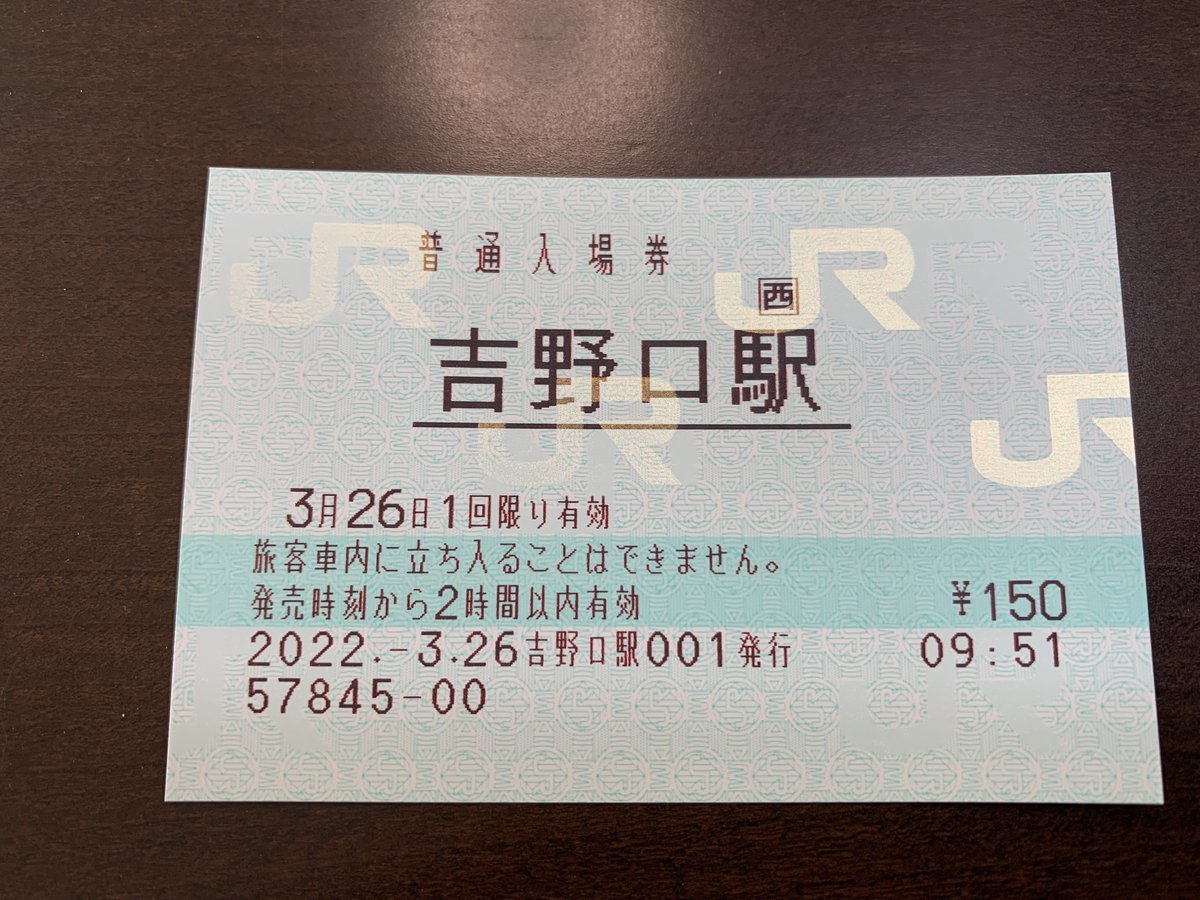 普通入場券
西
吉野口駅
3月26日1回限り有効
旅客車内に立ち入ることはできません。
発売時刻から2時間以内有効 ¥150
2022.-3.26吉野口駅001発行 09:51
57845-00
JR JR JR JR